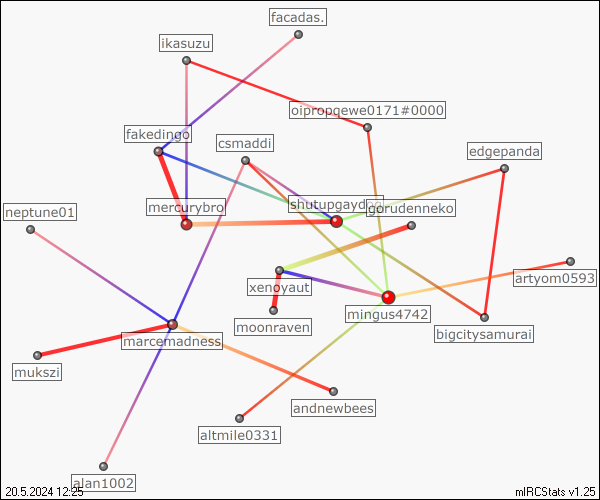 facadas.
ikasuzu
oipropqewe0171#0000
fakedingo
csmaddi
edgepanda
neptune01
mercurybro
gorudenneko
artyom0593
xenoyaut
mingus4742
moonraven
bigcitysamurai
marcemadness
mukszi
andnewbees
altmile0331
alan1002
20.5.2024 12:25
mIRCStats v1.25